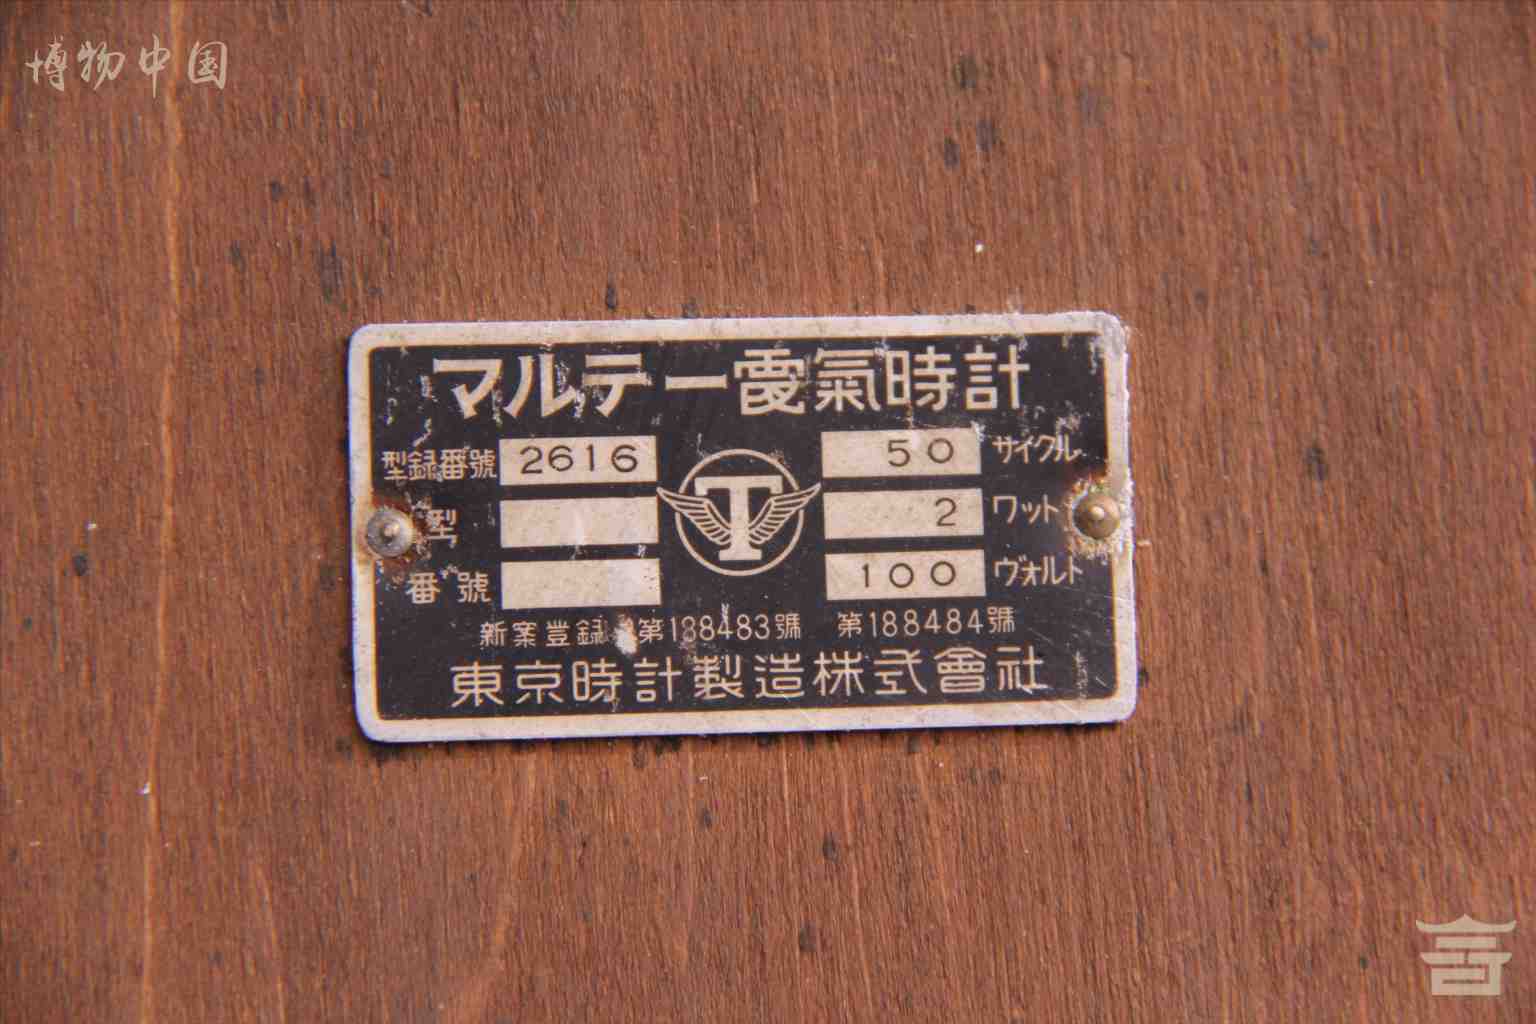 博物中国
マルテー電氣時計
型録番號 2616 50 サイクル
型 2 ワット
番號 100 ヴォルト
T
新案登録 第188483號 第188484號
東京時計製造株式會社